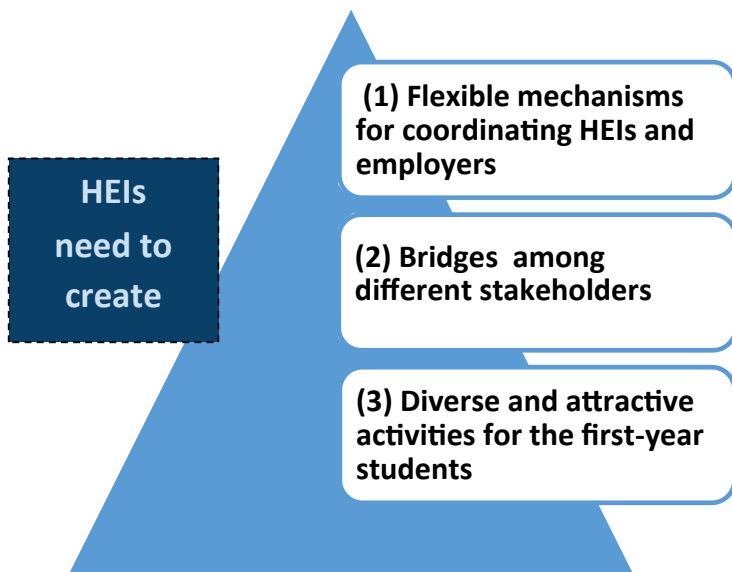 HEIs
need to
create
(1) Flexible mechanisms
for coordinating HEIs and
employers
(2) Bridges among
different stakeholders
(3) Diverse and attractive
activities for the first-year
students